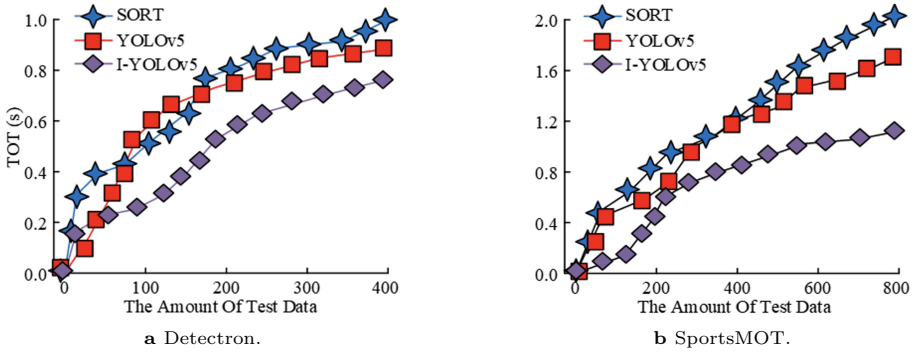 SORT
YOLOv5
I-YOLOv5
TOT (s)
1.0
0.8
0.6
0.4
0.2
0.0
0 100 200 300 400
The Amount Of Test Data
a Detectron.
SORT
YOLOv5
I-YOLOv5
2.0
1.6
1.2
0.8
0.4
0.0
0 200 400 600 800
The Amount Of Test Data
b SportsMOT.